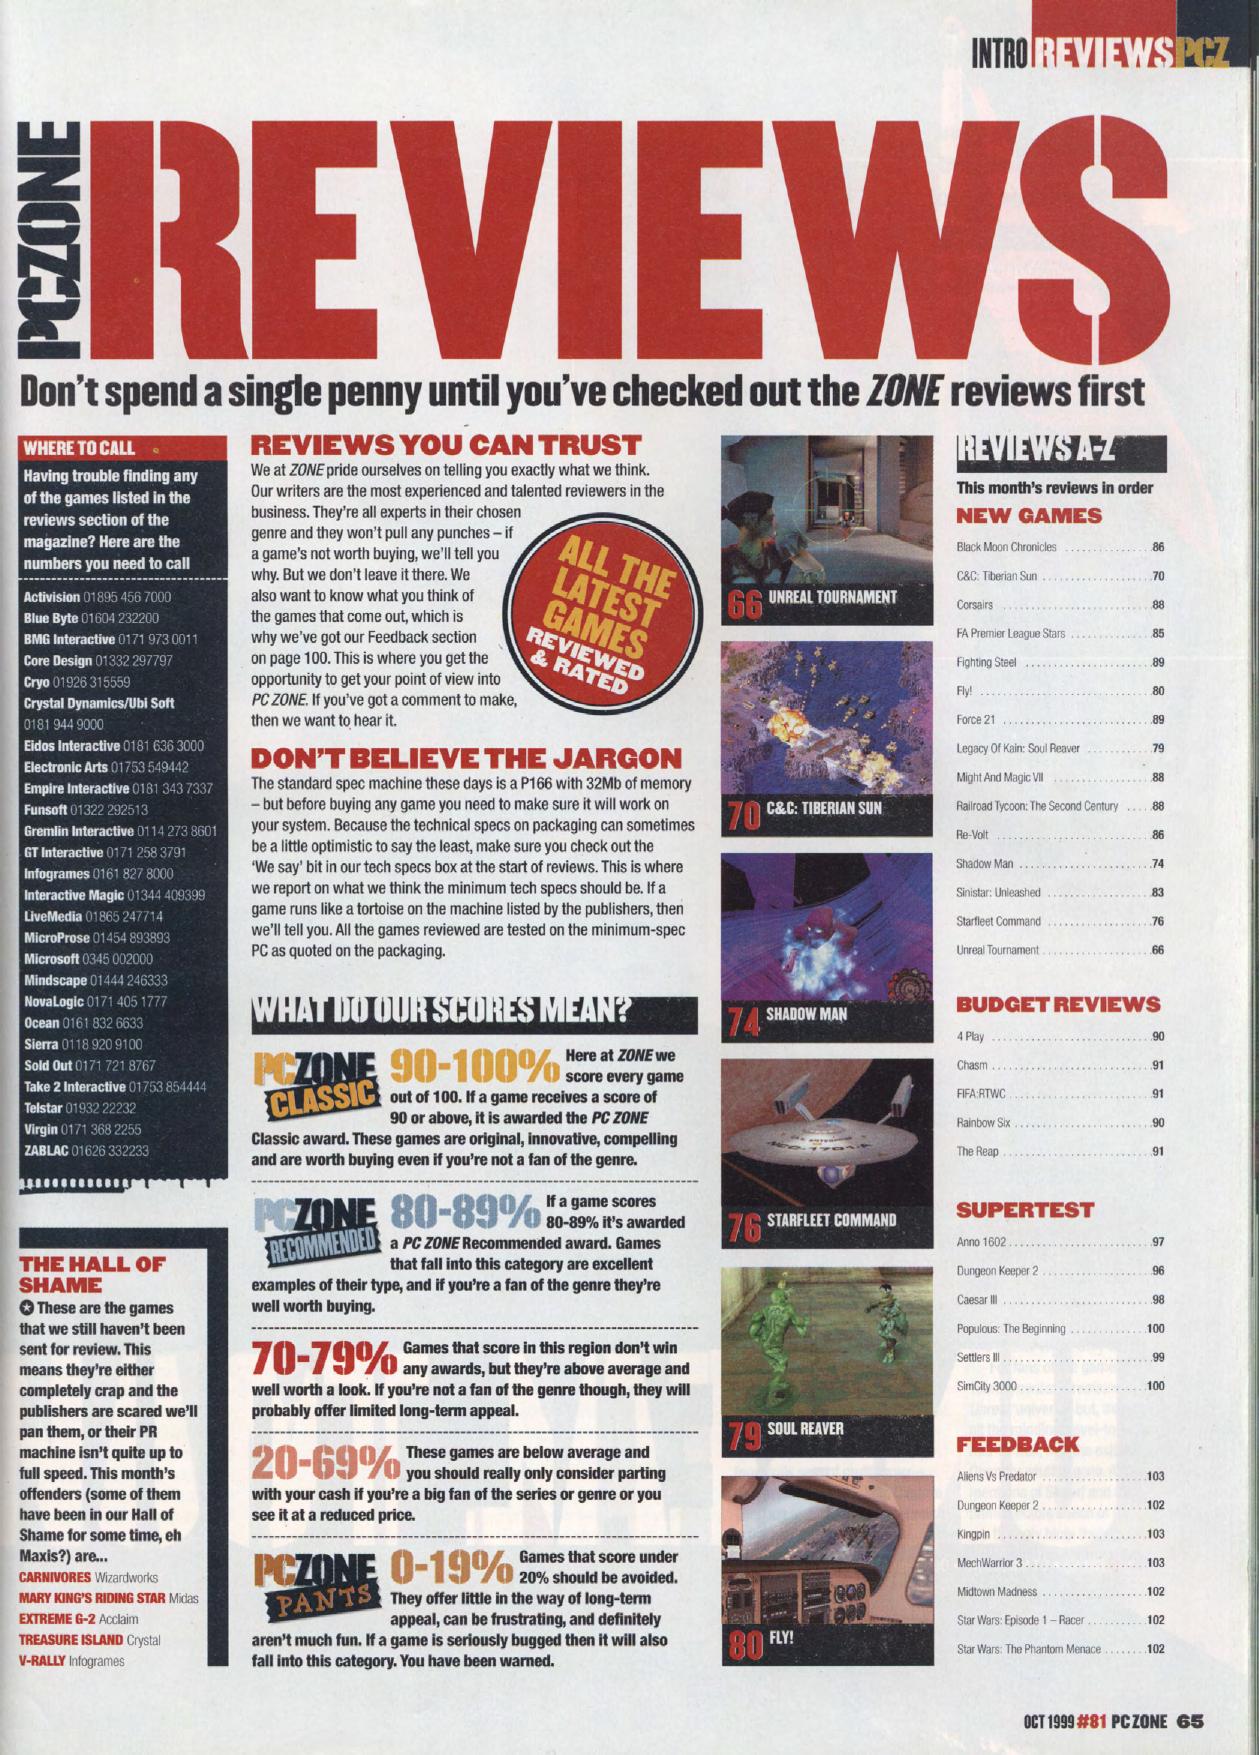 INTRO REVIEWS PCZ
PCZONE
REVIEWS
Don't spend a single penny until you've checked out the ZONE reviews first
WHERE TO CALL
Having trouble finding any
of the games listed in the
reviews section of the
magazine? Here are the
numbers you need to call
Activision 01895 456 7000
Blue Byte 01604 232200
BMG Interactive 0171 973 0011
Core Design 01332 297797
Cryo 01926 315559
Crystal Dynamics/Ubi Soft
0181 944 9000
Eidos Interactive 0181 636 3000
Electronic Arts 01753 549442
Empire Interactive 0181 343 7337
Funsoft 01322 292513
Gremlin Interactive 0114 273 8601
GT Interactive 0171 258 3791
Infogrames 0161 827 8000
Interactive Magic 01344 409399
LiveMedia 01865 247714
MicroProse 01454 893893
Microsoft 0345 002000
Mindscape 01444 246333
NovaLogic 0171 405 1777
Ocean 0161 832 6633
Sierra 0118 920 9100
Sold Out 0171 721 8767
Take 2 Interactive 01753 854444
Telstar 01932 22232
Virgin 0171 368 2255
ZABLAC 01626 332233
THE HALL OF
SHAME
✪ These are the games
that we still haven't been
sent for review. This
means they're either
completely crap and the
publishers are scared we'll
pan them, or their PR
machine isn't quite up to
full speed. This month's
offenders (some of them
have been in our Hall of
Shame for some time, eh
Maxis?) are...
CARNIVORES Wizardworks
MARY KING'S RIDING STAR Midas
EXTREME G-2 Acclaim
TREASURE ISLAND Crystal
V-RALLY Infogrames
REVIEWS YOU CAN TRUST
We at ZONE pride ourselves on telling you exactly what we think.
Our writers are the most experienced and talented reviewers in the
business. They're all experts in their chosen
genre and they won't pull any punches – if
a game's not worth buying, we'll tell you
why. But we don't leave it there. We
also want to know what you think of
the games that come out, which is
why we've got our Feedback section
on page 100. This is where you get the
opportunity to get your point of view into
PC ZONE. If you've got a comment to make,
then we want to hear it.
ALL THE
LATEST
GAMES
REVIEWED
& RATED
DON'T BELIEVE THE JARGON
The standard spec machine these days is a P166 with 32Mb of memory
– but before buying any game you need to make sure it will work on
your system. Because the technical specs on packaging can sometimes
be a little optimistic to say the least, make sure you check out the
'We say' bit in our tech specs box at the start of reviews. This is where
we report on what we think the minimum tech specs should be. If a
game runs like a tortoise on the machine listed by the publishers, then
we'll tell you. All the games reviewed are tested on the minimum-spec
PC as quoted on the packaging.
WHAT DO OUR SCORES MEAN?
PCZONE CLASSIC
90-100% Here at ZONE we
score every game
out of 100. If a game receives a score of
90 or above, it is awarded the PC ZONE
Classic award. These games are original, innovative, compelling
and are worth buying even if you're not a fan of the genre.
PCZONE RECOMMENDED
80-89% If a game scores
80-89% it's awarded
a PC ZONE Recommended award. Games
that fall into this category are excellent
examples of their type, and if you're a fan of the genre they're
well worth buying.
70-79% Games that score in this region don't win
any awards, but they're above average and
well worth a look. If you're not a fan of the genre though, they will
probably offer limited long-term appeal.
20-69% These games are below average and
you should really only consider parting
with your cash if you're a big fan of the series or genre or you
see it at a reduced price.
PCZONE PANTS
0-19% Games that score under
20% should be avoided.
They offer little in the way of long-term
appeal, can be frustrating, and definitely
aren't much fun. If a game is seriously bugged then it will also
fall into this category. You have been warned.
66 UNREAL TOURNAMENT
70 C&C: TIBERIAN SUN
74 SHADOW MAN
NCC-1701-A
76 STARFLEET COMMAND
79 SOUL REAVER
80 FLY!
REVIEWS A-Z
This month's reviews in order
NEW GAMES
Black Moon Chronicles 86
C&C: Tiberian Sun 70
Corsairs 88
FA Premier League Stars 85
Fighting Steel 89
Fly! 80
Force 21 89
Legacy Of Kain: Soul Reaver 79
Might And Magic VII 88
Railroad Tycoon: The Second Century 88
Re-Volt 86
Shadow Man 74
Sinistar: Unleashed 83
Starfleet Command 76
Unreal Tournament 66
BUDGET REVIEWS
4 Play 90
Chasm 91
FIFA:RTWC 91
Rainbow Six 90
The Reap 91
SUPERTEST
Anno 1602 97
Dungeon Keeper 2 96
Caesar III 98
Populous: The Beginning 100
Settlers III 99
SimCity 3000 100
FEEDBACK
Aliens Vs Predator 103
Dungeon Keeper 2 102
Kingpin 103
MechWarrior 3 103
Midtown Madness 102
Star Wars: Episode 1 – Racer 102
Star Wars: The Phantom Menace 102
OCT 1999 #81 PC ZONE 65